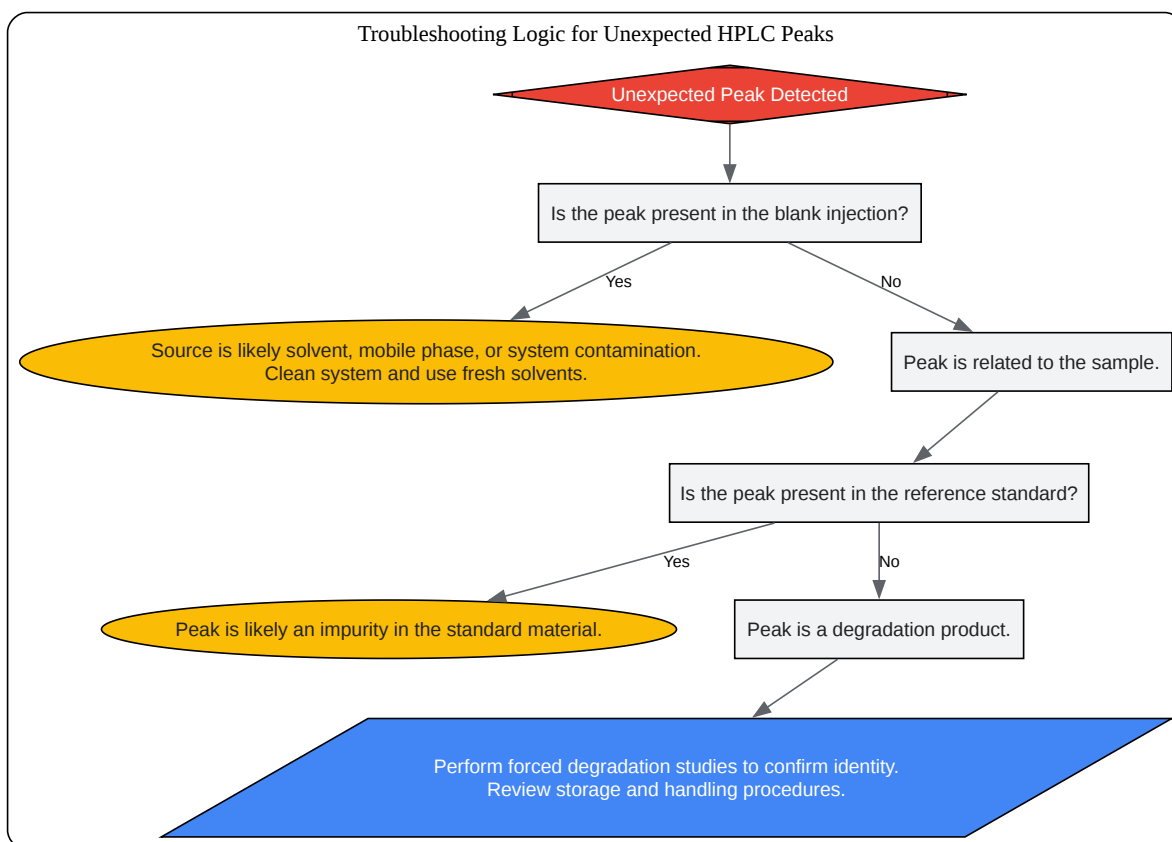 Troubleshooting Logic for Unexpected HPLC Peaks
Unexpected Peak Detected
Is the peak present in the blank injection?
Yes
No
Source is likely solvent, mobile phase, or system contamination.
Clean system and use fresh solvents.
Peak is related to the sample.
Is the peak present in the reference standard?
Yes
No
Peak is likely an impurity in the standard material.
Peak is a degradation product.
Perform forced degradation studies to confirm identity.
Review storage and handling procedures.